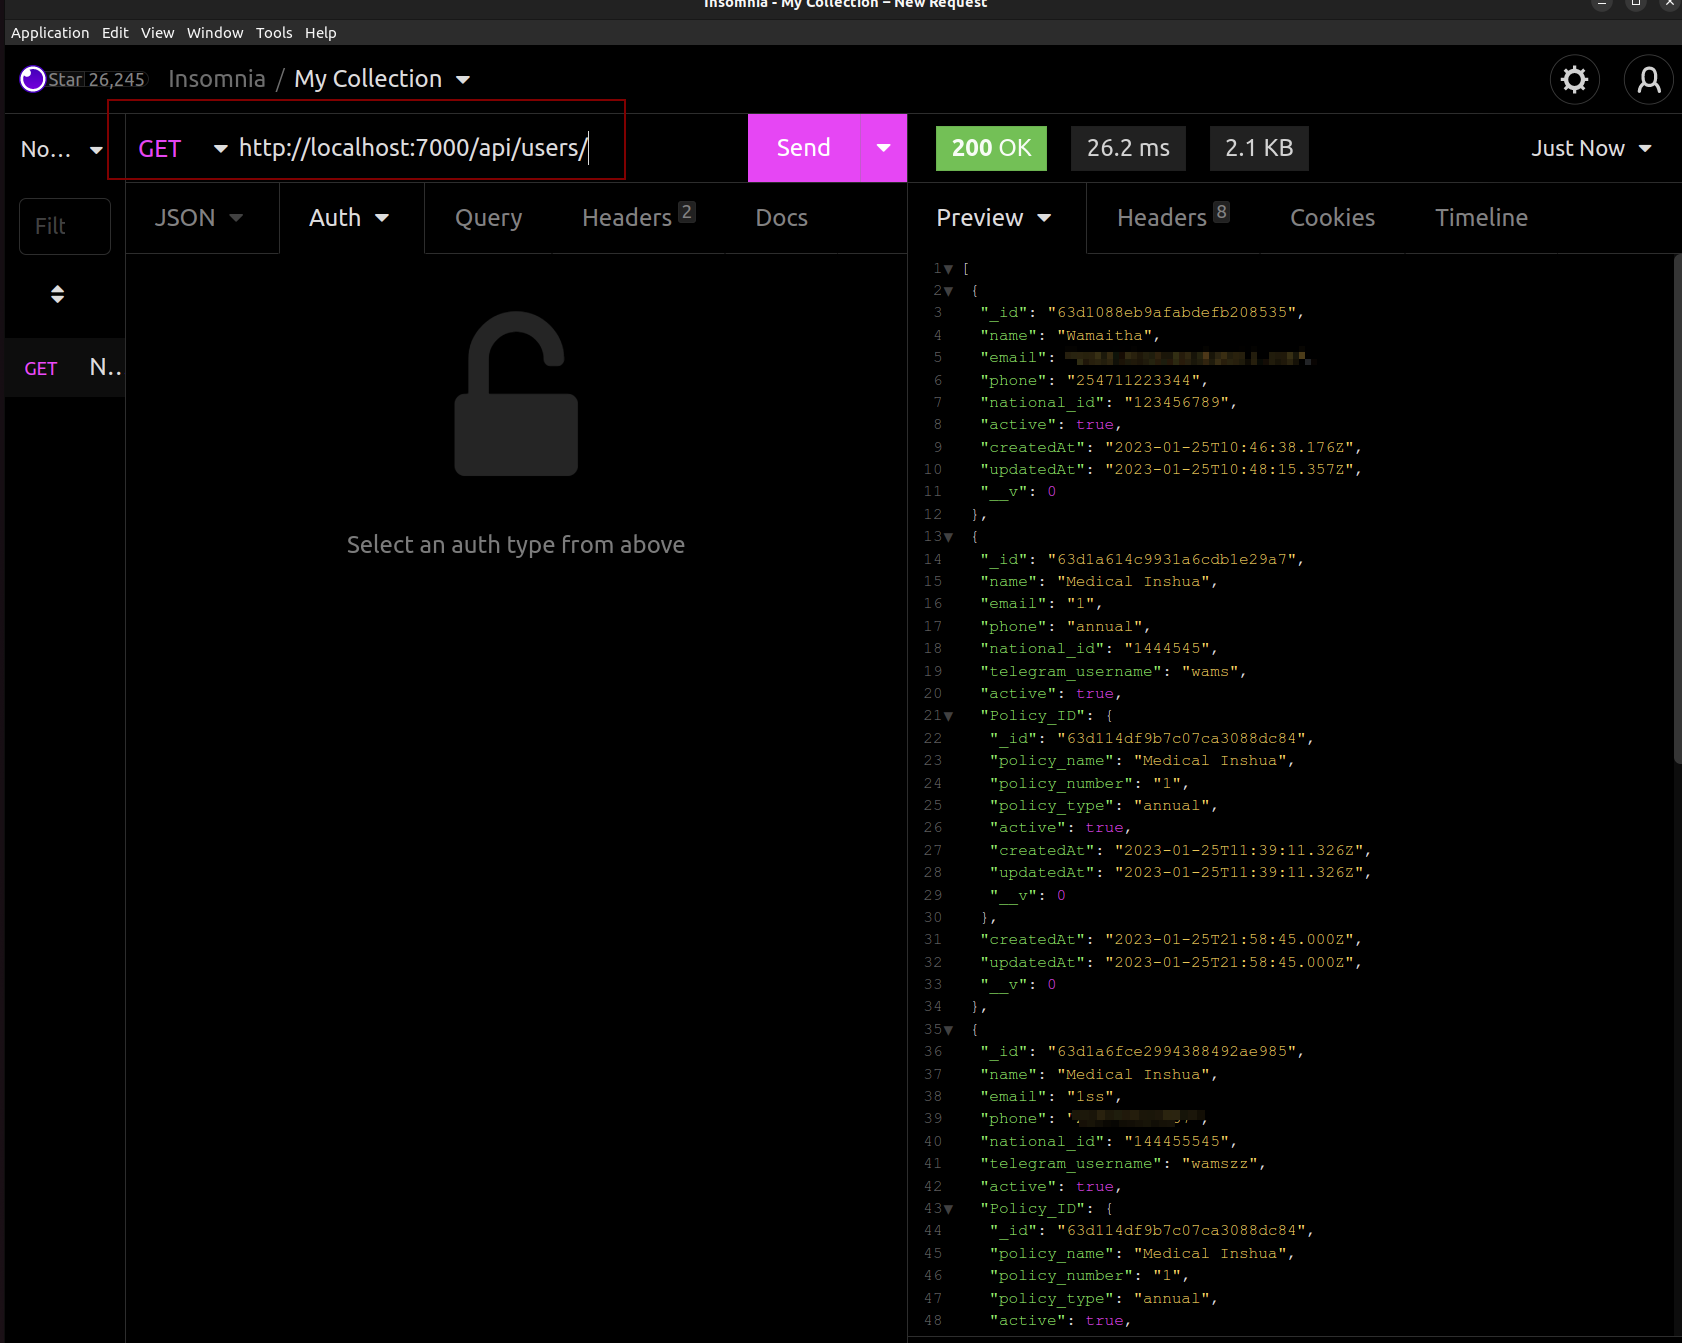 Insomnia - My Collection – New Request
Application Edit View Window Tools Help
Star 26,245 Insomnia / My Collection
No... GET http://localhost:7000/api/users/ Send 200 OK 26.2 ms 2.1 KB Just Now
Filt JSON Auth Query Headers 2 Docs Preview Headers 8 Cookies Timeline
GET N..
Select an auth type from above
1 [
2 {
3 "_id": "63d1088eb9afabdefb208535",
4 "name": "Wamaitha",
5 "email":
6 "phone": "254711223344",
7 "national_id": "123456789",
8 "active": true,
9 "createdAt": "2023-01-25T10:46:38.176Z",
10 "updatedAt": "2023-01-25T10:48:15.357Z",
11 "__v": 0
12 },
13 {
14 "_id": "63d1a614c9931a6cdb1e29a7",
15 "name": "Medical Inshua",
16 "email": "1",
17 "phone": "annual",
18 "national_id": "1444545",
19 "telegram_username": "wams",
20 "active": true,
21 "Policy_ID": {
22 "_id": "63d114df9b7c07ca3088dc84",
23 "policy_name": "Medical Inshua",
24 "policy_number": "1",
25 "policy_type": "annual",
26 "active": true,
27 "createdAt": "2023-01-25T11:39:11.326Z",
28 "updatedAt": "2023-01-25T11:39:11.326Z",
29 "__v": 0
30 },
31 "createdAt": "2023-01-25T21:58:45.000Z",
32 "updatedAt": "2023-01-25T21:58:45.000Z",
33 "__v": 0
34 },
35 {
36 "_id": "63d1a6fce2994388492ae985",
37 "name": "Medical Inshua",
38 "email": "1ss",
39 "phone":
40 "national_id": "144455545",
41 "telegram_username": "wamszz",
42 "active": true,
43 "Policy_ID": {
44 "_id": "63d114df9b7c07ca3088dc84",
45 "policy_name": "Medical Inshua",
46 "policy_number": "1",
47 "policy_type": "annual",
48 "active": true,